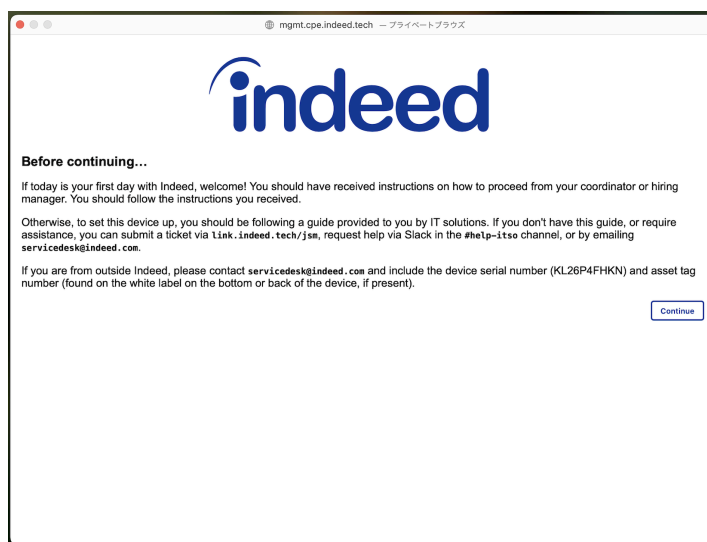 mgmt.cpe.indeed.tech — プライベートブラウズ
indeed
Before continuing...
If today is your first day with Indeed, welcome! You should have received instructions on how to proceed from your coordinator or hiring
manager. You should follow the instructions you received.
Otherwise, to set this device up, you should be following a guide provided to you by IT solutions. If you don't have this guide, or require
assistance, you can submit a ticket via link.indeed.tech/jsm, request help via Slack in the #help-itso channel, or by emailing
servicedesk@indeed.com.
If you are from outside Indeed, please contact servicedesk@indeed.com and include the device serial number (KL26P4FHKN) and asset tag
number (found on the white label on the bottom or back of the device, if present).
Continue